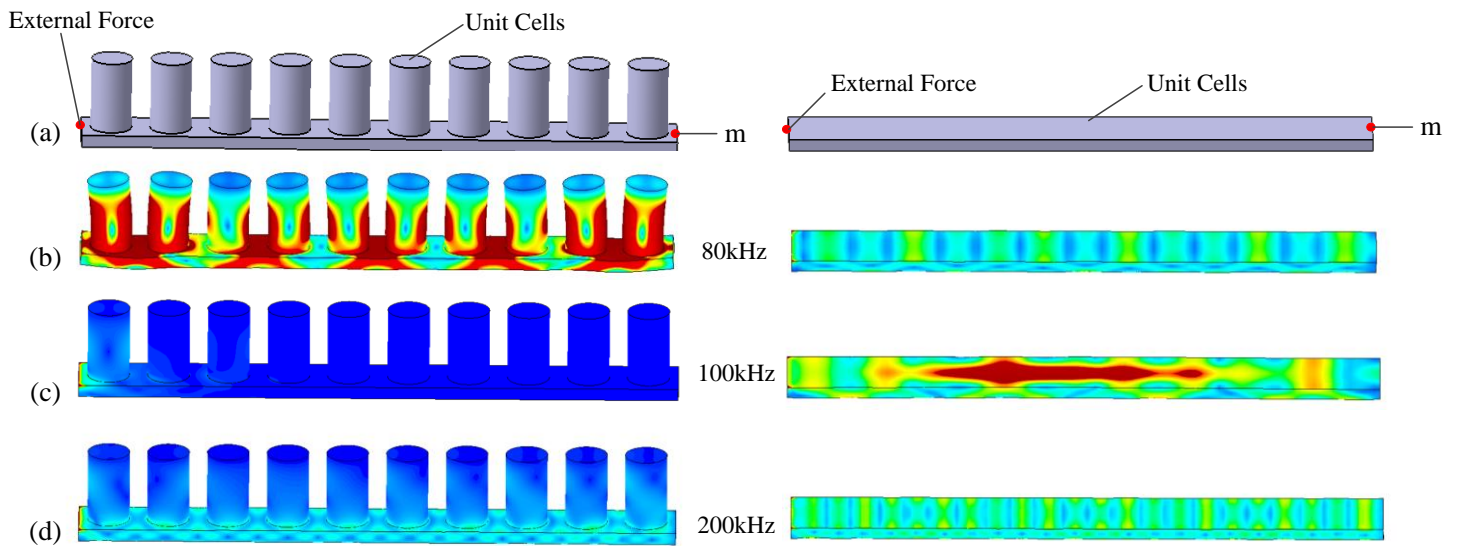 External Force
Unit Cells
(a)
m
External Force
Unit Cells
m
(b)
80kHz
(c)
100kHz
(d)
200kHz